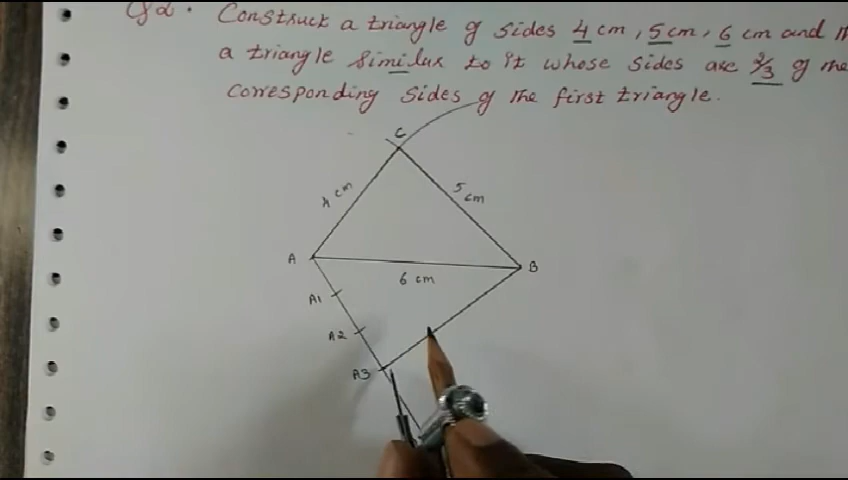 Q2. Construct a triangle of sides 4 cm, 5 cm, 6 cm and
a triangle similar to it whose sides are 2/3 of the
corresponding sides of the first triangle.
C
4 cm
5 cm
A
B
6 cm
A1
A2
A3